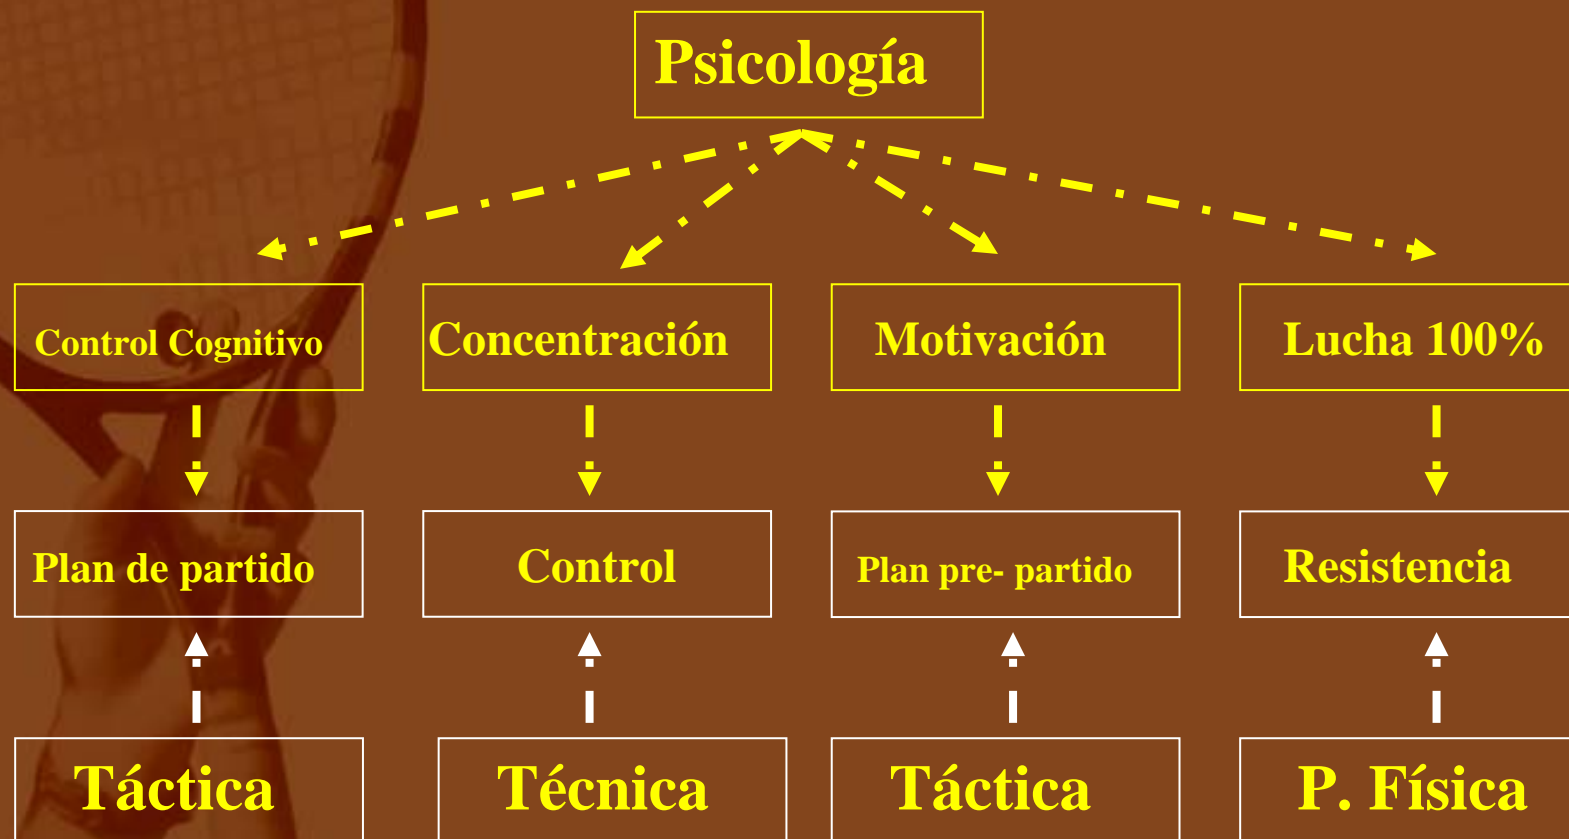 Psicología
Control Cognitivo
Concentración
Motivación
Lucha 100%
Plan de partido
Control
Plan pre- partido
Resistencia
Táctica
Técnica
Táctica
P. Física